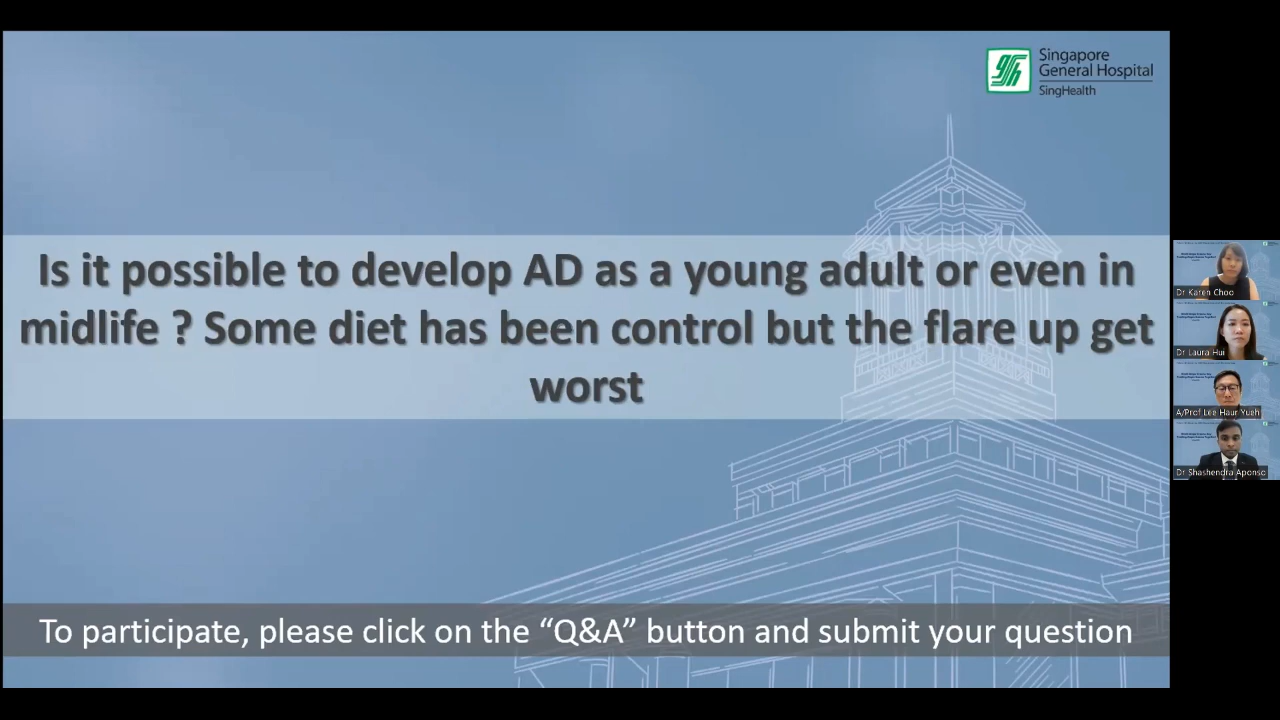 Singapore
General Hospital
SingHealth
Is it possible to develop AD as a young adult or even in
midlife ? Some diet has been control but the flare up get
worst
To participate, please click on the “Q&A” button and submit your question
Dr Karen Choo
Dr Laura Hui
A/Prof Lee Haur Yueh
Dr Shashendra Aponso